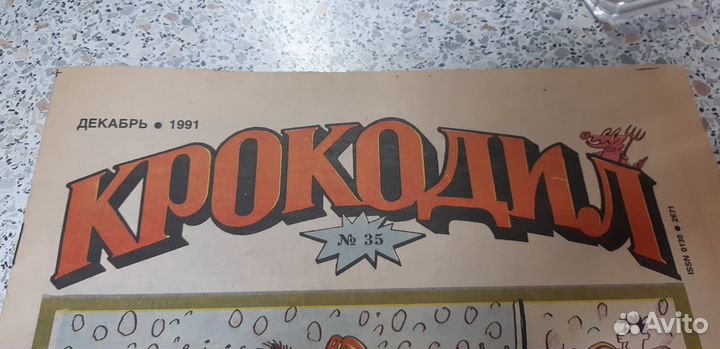 ДЕКАБРЬ ● 1991
КРОКОДИЛ
№ 35
ISSN 0130 ● 2671
Avito